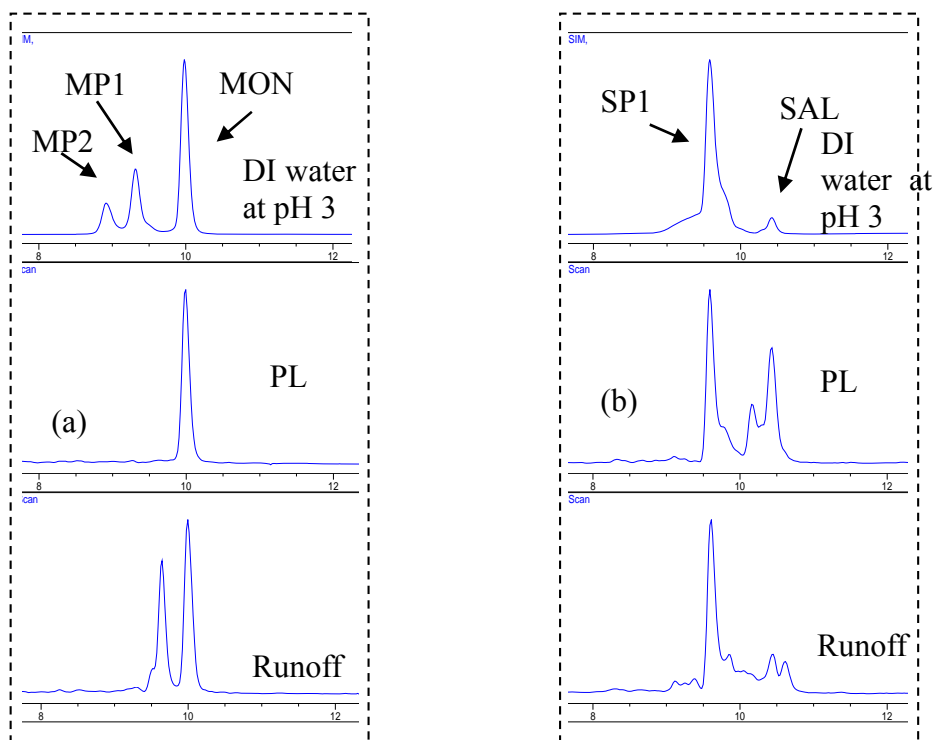 IM,
MP1
MON
MP2
DI water
at pH 3
8 10 12
can
PL
(a)
8 10 12
can
Runoff
8 10 12
SIM,
SP1
SAL
DI
water at
pH 3
8 10 12
Scan
PL
(b)
8 10 12
Scan
Runoff
8 10 12